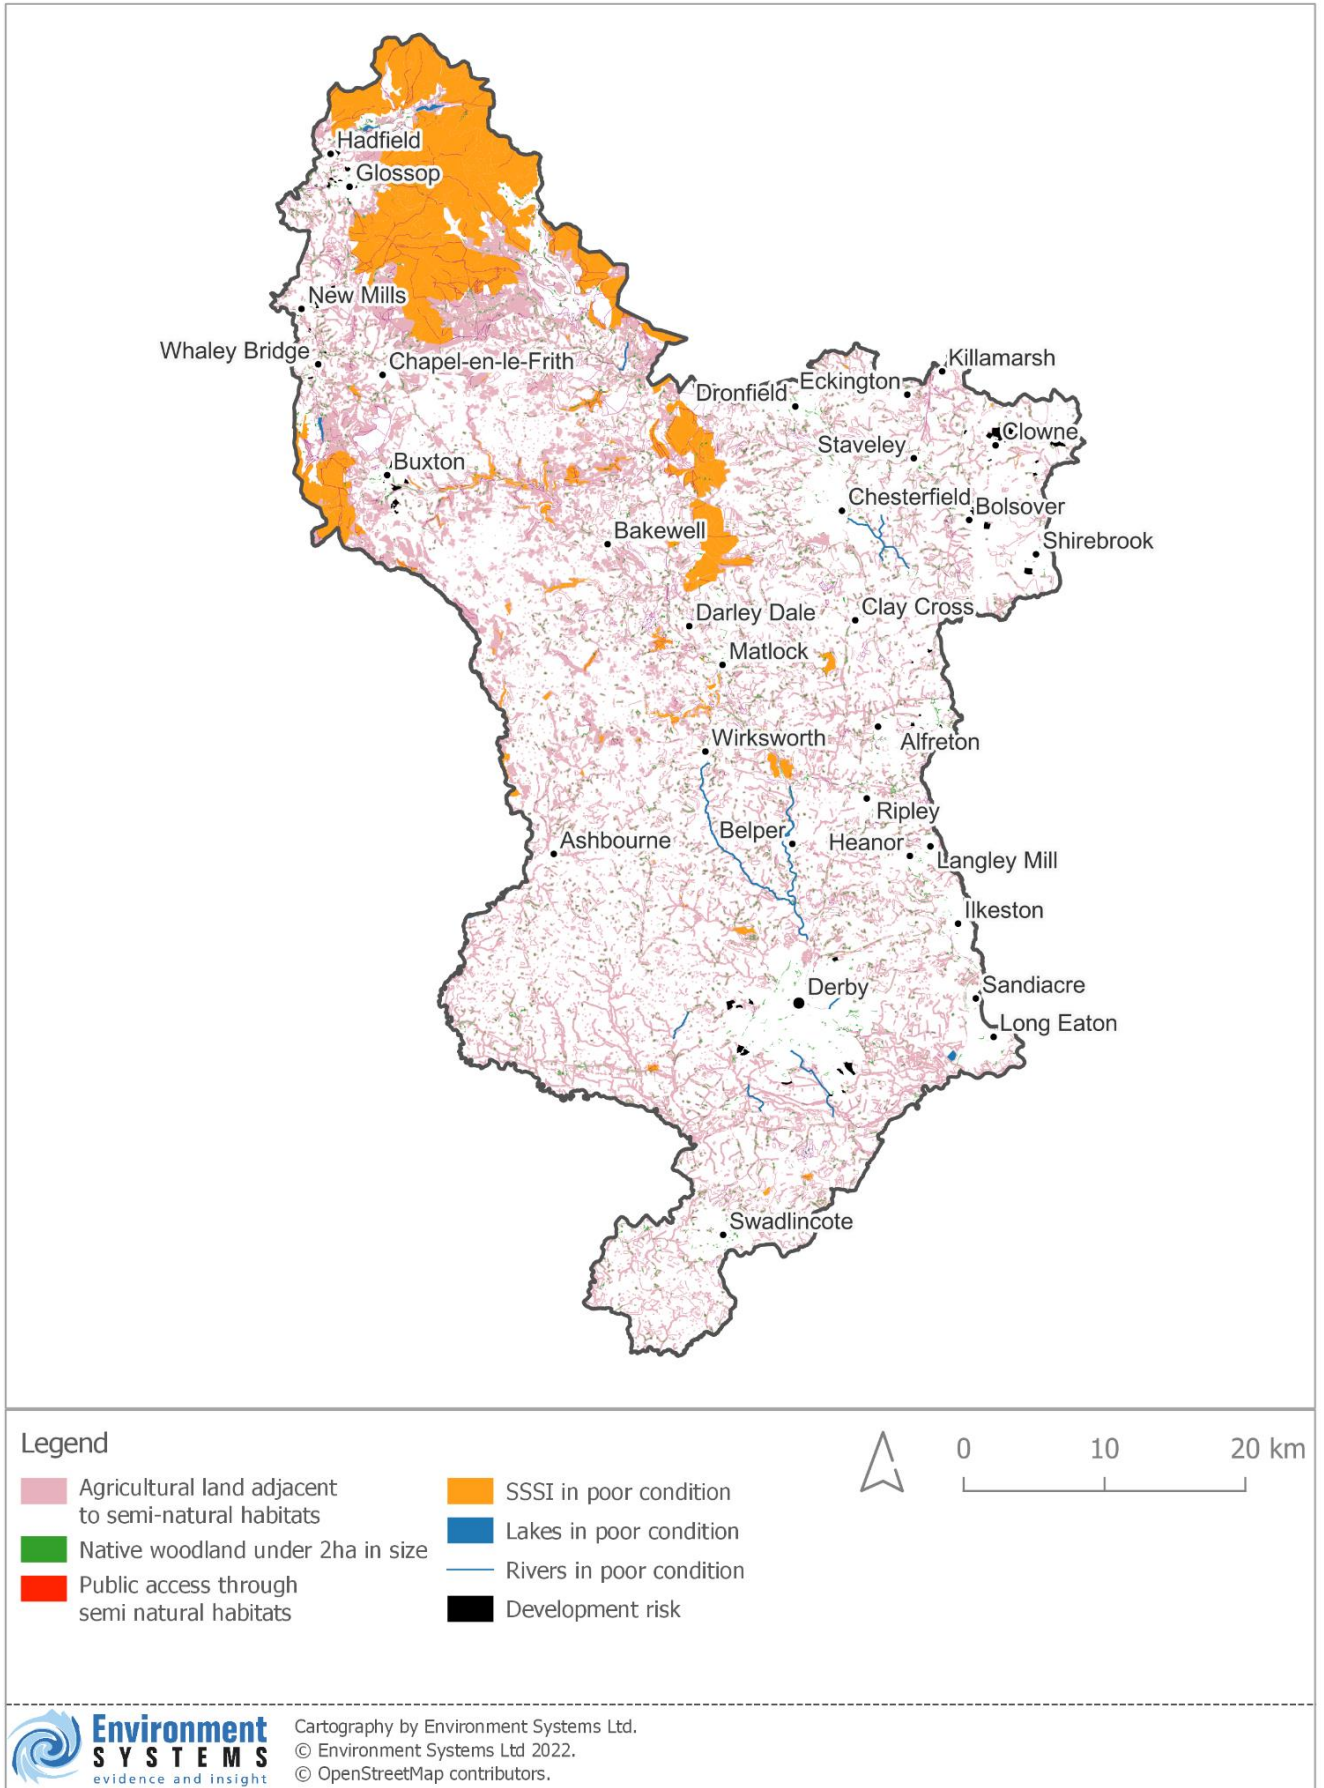 Hadfield
Glossop
New Mills
Whaley Bridge
Chapel-en-le-Frith
Killamarsh
Eckington
Dronfield
Clowne
Staveley
Buxton
Chesterfield
Bolsover
Bakewell
Shirebrook
Darley Dale
Clay Cross
Matlock
Wirksworth
Alfreton
Ripley
Belper
Heanor
Ashbourne
Langley Mill
Ilkeston
Derby
Sandiacre
Long Eaton
Swadlincote
Legend
Agricultural land adjacent
to semi-natural habitats
Native woodland under 2ha in size
Public access through
semi natural habitats
SSSI in poor condition
Lakes in poor condition
Rivers in poor condition
Development risk
0 10 20 km
Environment
SYSTEMS
evidence and insight
Cartography by Environment Systems Ltd.
© Environment Systems Ltd 2022.
© OpenStreetMap contributors.